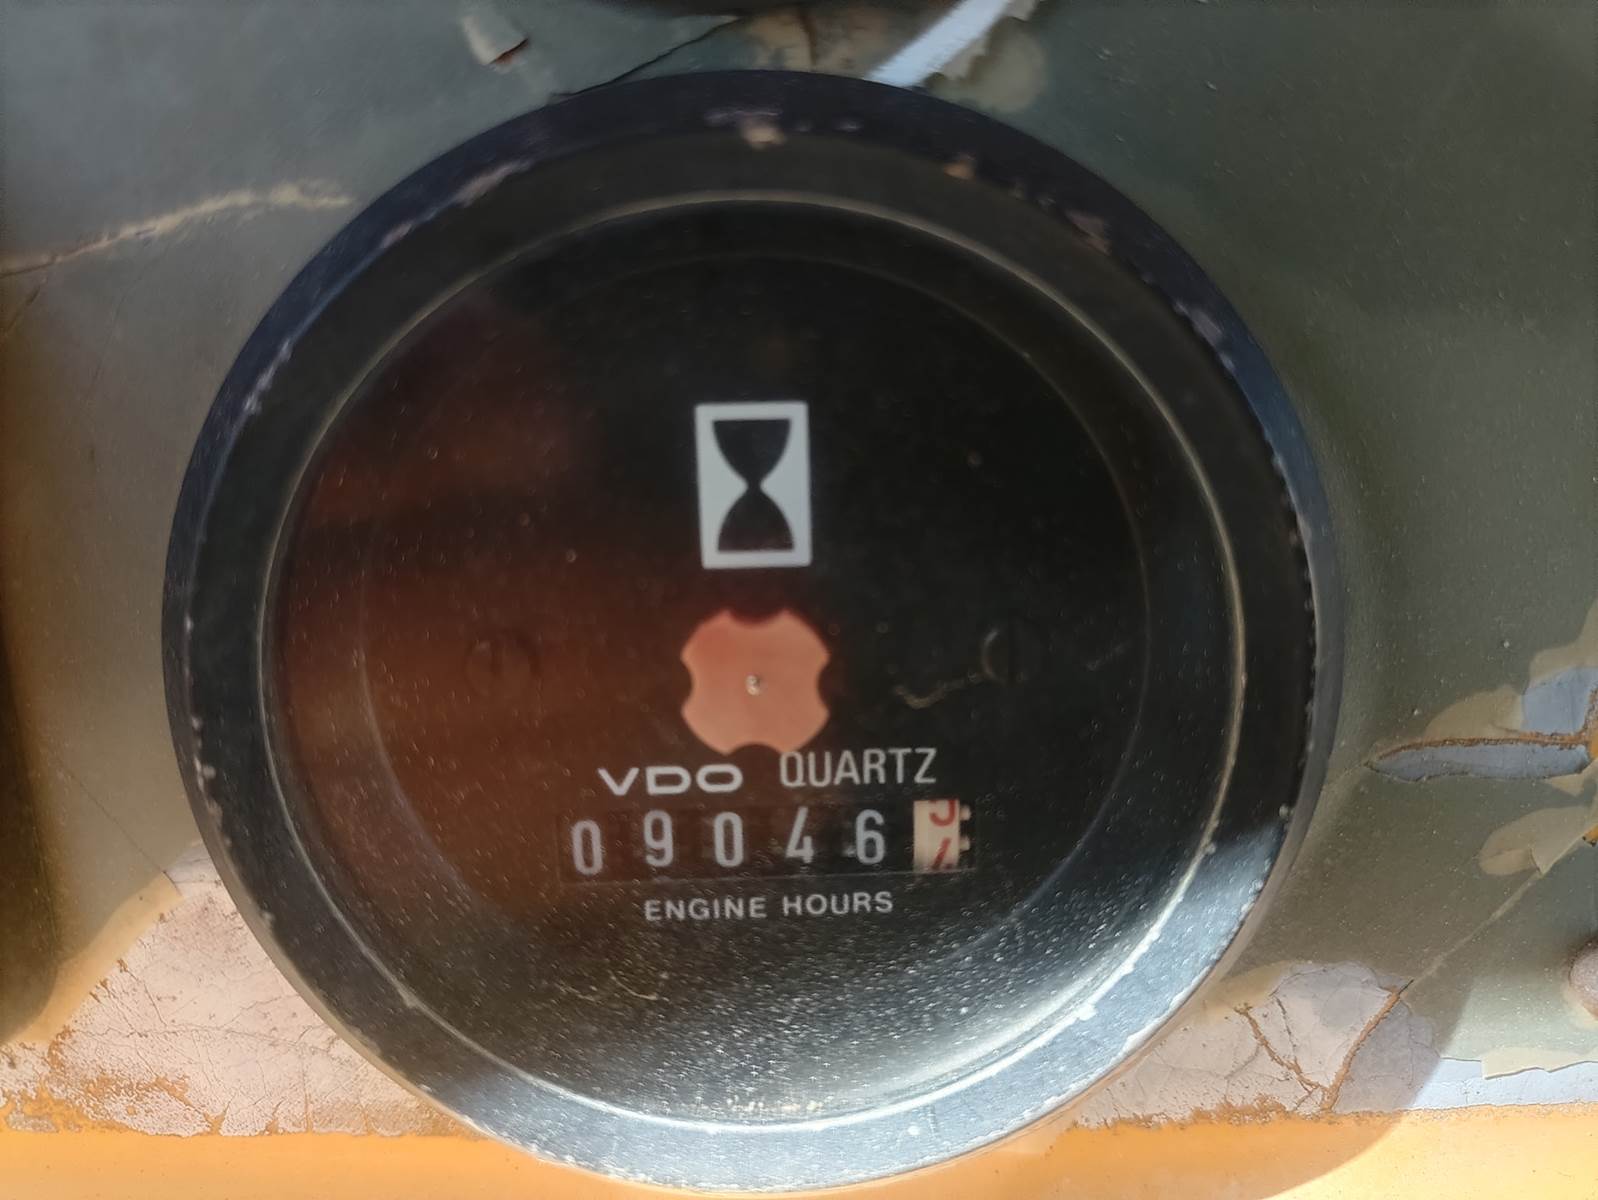 VDO QUARTZ
09046
ENGINE HOURS